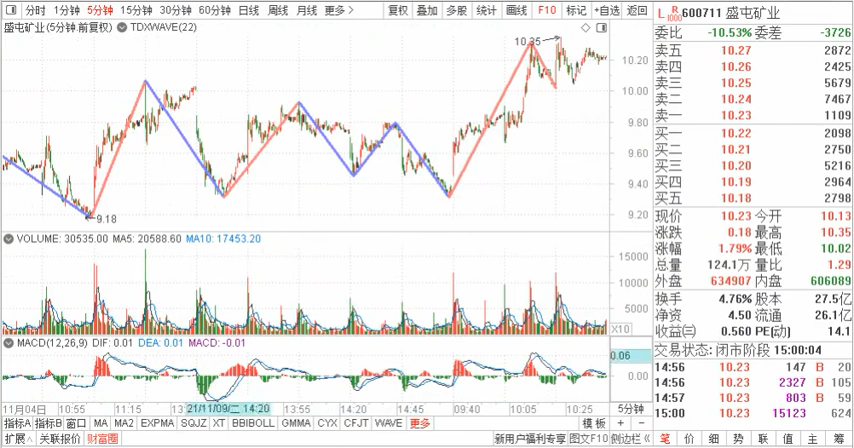 分时 1分钟 5分钟 15分钟 30分钟 60分钟 日线 周线 月线 更多 > 复权 叠加 多股 统计 画线 F10 标记 +自选 返回
L R 1000 600711 盛屯矿业
盛屯矿业(5分钟.前复权) TDXWAVE(22)
10.35
9.18
10.20
10.00
9.80
9.60
9.40
9.20
VOLUME: 30535.00 MA5: 20588.60 MA10: 17453.20
15000
10000
5000
X10
MACD(12,26,9) DIF: 0.01 DEA: 0.01 MACD: -0.01
0.06
0.00
11月04日 10:55 11:15 13: 21/11/09/二 14:20 13:55 14:20 14:45 09:40 10:05 10:25 5分钟
指标A 指标B 窗口 MA MA2 EXPMA SQJZ XT BBIBOLL GMMA CYX CFJT WAVE 更多 模板 + -
扩展∧ 关联报价 财富圈 新用户福利专享 图文F10 侧边栏 《
委比 -10.53% 委差 -3726
卖五 10.27 2872
卖四 10.26 2425
卖三 10.25 5679
卖二 10.24 7467
卖一 10.23 1109
买一 10.22 2098
买二 10.21 2750
买三 10.20 5216
买四 10.19 2964
买五 10.18 2798
现价 10.23 今开 10.13
涨跌 0.18 最高 10.35
涨幅 1.79% 最低 10.02
总量 124.1万 量比 1.29
外盘 634907 内盘 606089
换手 4.76% 股本 27.5亿
净资 4.50 流通 26.1亿
收益㈢ 0.560 PE(动) 14.1
交易状态: 闭市阶段 15:00:04
14:56 10.23 147 B 20
14:56 10.23 2327 B 105
14:57 10.23 803 B 59
15:00 10.23 15123 624
笔 价 细 势 联 值 主 筹